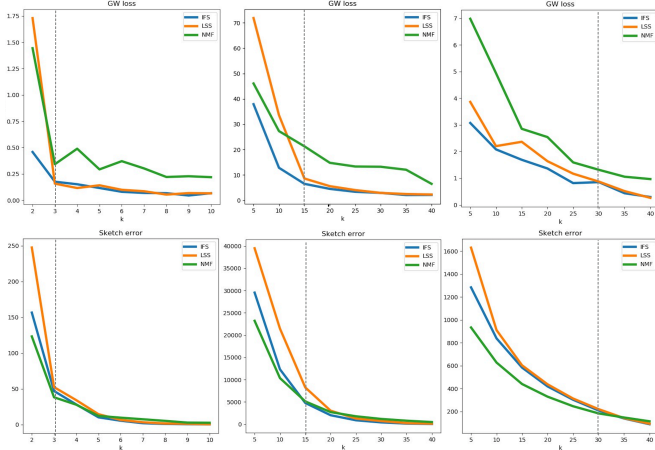 GW loss
1.75
1.50
1.25
1.00
0.75
0.50
0.25
0.00
2 3 4 5 6 7 8 9 10
k
IFS
LSS
NMF
GW loss
70
60
50
40
30
20
10
0
5 10 15 20 25 30 35 40
k
IFS
LSS
NMF
GW loss
7
6
5
4
3
2
1
0
5 10 15 20 25 30 35 40
k
IFS
LSS
NMF
Sketch error
250
200
150
100
50
0
2 3 4 5 6 7 8 9 10
k
IFS
LSS
NMF
Sketch error
40000
35000
30000
25000
20000
15000
10000
5000
0
5 10 15 20 25 30 35 40
k
IFS
LSS
NMF
Sketch error
1600
1400
1200
1000
800
600
400
200
5 10 15 20 25 30 35 40
k
IFS
LSS
NMF